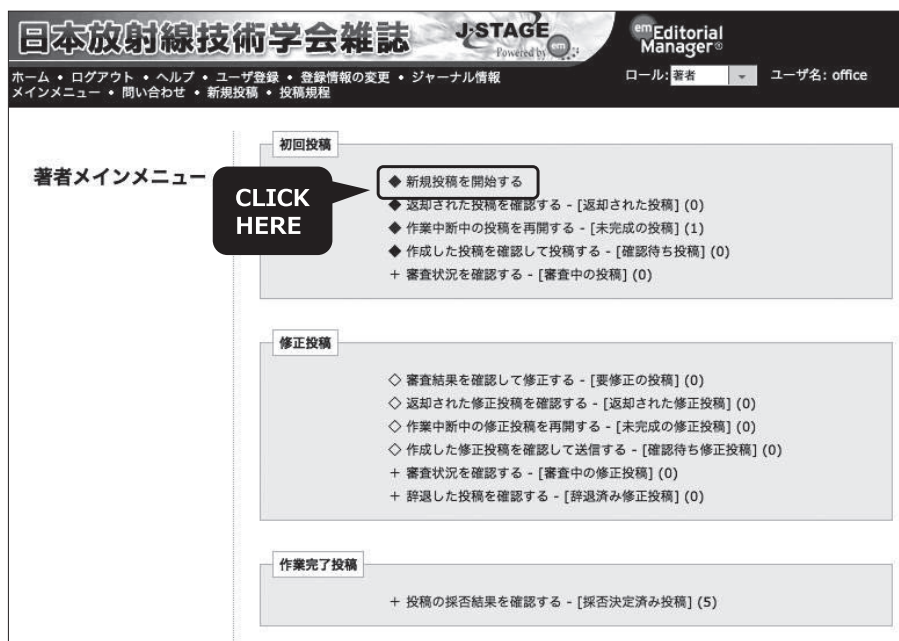 日本放射線技術学会雑誌
J-STAGE
Powered by em
em Editorial
Manager®
ホーム • ログアウト • ヘルプ • ユーザ登録 • 登録情報の変更 • ジャーナル情報
メインメニュー • 問い合わせ • 新規投稿 • 投稿規程
ロール: 著者 ユーザ名: office
著者メインメニュー
CLICK
HERE
初回投稿
◆ 新規投稿を開始する
◆ 返却された投稿を確認する - [返却された投稿] (0)
◆ 作業中断中の投稿を再開する - [未完成の投稿] (1)
◆ 作成した投稿を確認して投稿する - [確認待ち投稿] (0)
+ 審査状況を確認する - [審査中の投稿] (0)
修正投稿
◇ 審査結果を確認して修正する - [要修正の投稿] (0)
◇ 返却された修正投稿を確認する - [返却された修正投稿] (0)
◇ 作業中断中の修正投稿を再開する - [未完成の修正投稿] (0)
◇ 作成した修正投稿を確認して送信する - [確認待ち修正投稿] (0)
+ 審査状況を確認する - [審査中の修正投稿] (0)
+ 辞退した投稿を確認する - [辞退済み修正投稿] (0)
作業完了投稿
+ 投稿の採否結果を確認する - [採否決定済み投稿] (5)